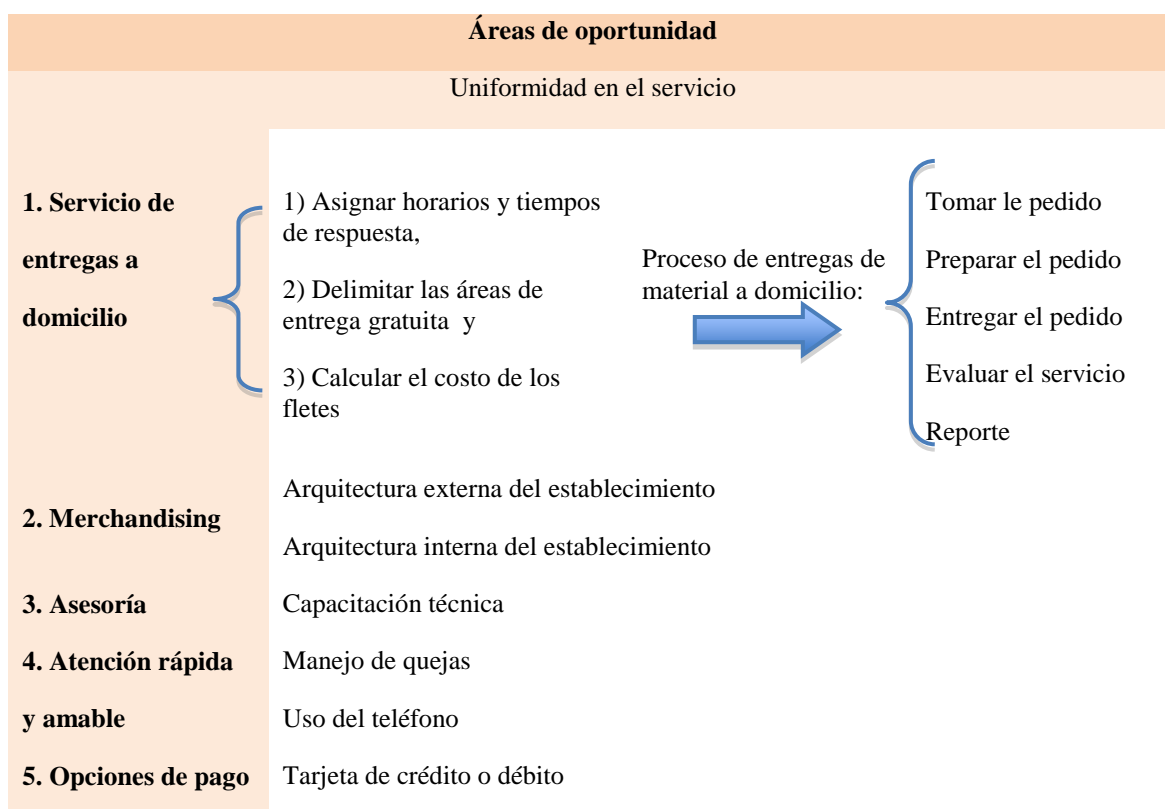 Áreas de oportunidad
Uniformidad en el servicio
1. Servicio de
entregas a
domicilio
1) Asignar horarios y tiempos
de respuesta,
2) Delimitar las áreas de
entrega gratuita y
3) Calcular el costo de los
fletes
Proceso de entregas de
material a domicilio:
Tomar le pedido
Preparar el pedido
Entregar el pedido
Evaluar el servicio
Reporte
2. Merchandising
Arquitectura externa del establecimiento
Arquitectura interna del establecimiento
3. Asesoría
Capacitación técnica
4. Atención rápida
y amable
Manejo de quejas
Uso del teléfono
5. Opciones de pago
Tarjeta de crédito o débito